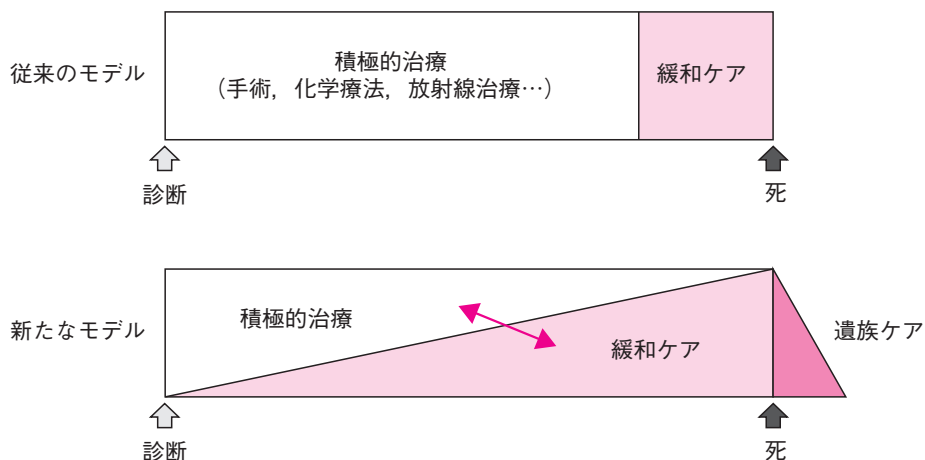 従来のモデル
積極的治療
（手術，化学療法，放射線治療…）
緩和ケア
診断
死
新たなモデル
積極的治療
緩和ケア
遺族ケア
診断
死